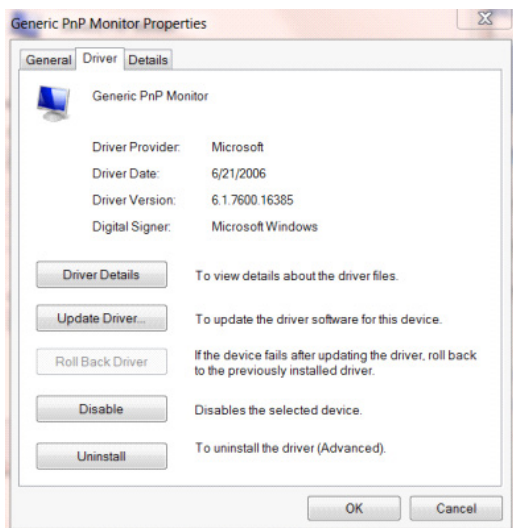 Generic PnP Monitor Properties
General Driver Details
Generic PnP Monitor
Driver Provider: Microsoft
Driver Date: 6/21/2006
Driver Version: 6.1.7600.16385
Digital Signer: Microsoft Windows
Driver Details To view details about the driver files.
Update Driver... To update the driver software for this device.
Roll Back Driver If the device fails after updating the driver, roll back
to the previously installed driver.
Disable Disables the selected device.
Uninstall To uninstall the driver (Advanced).
OK Cancel